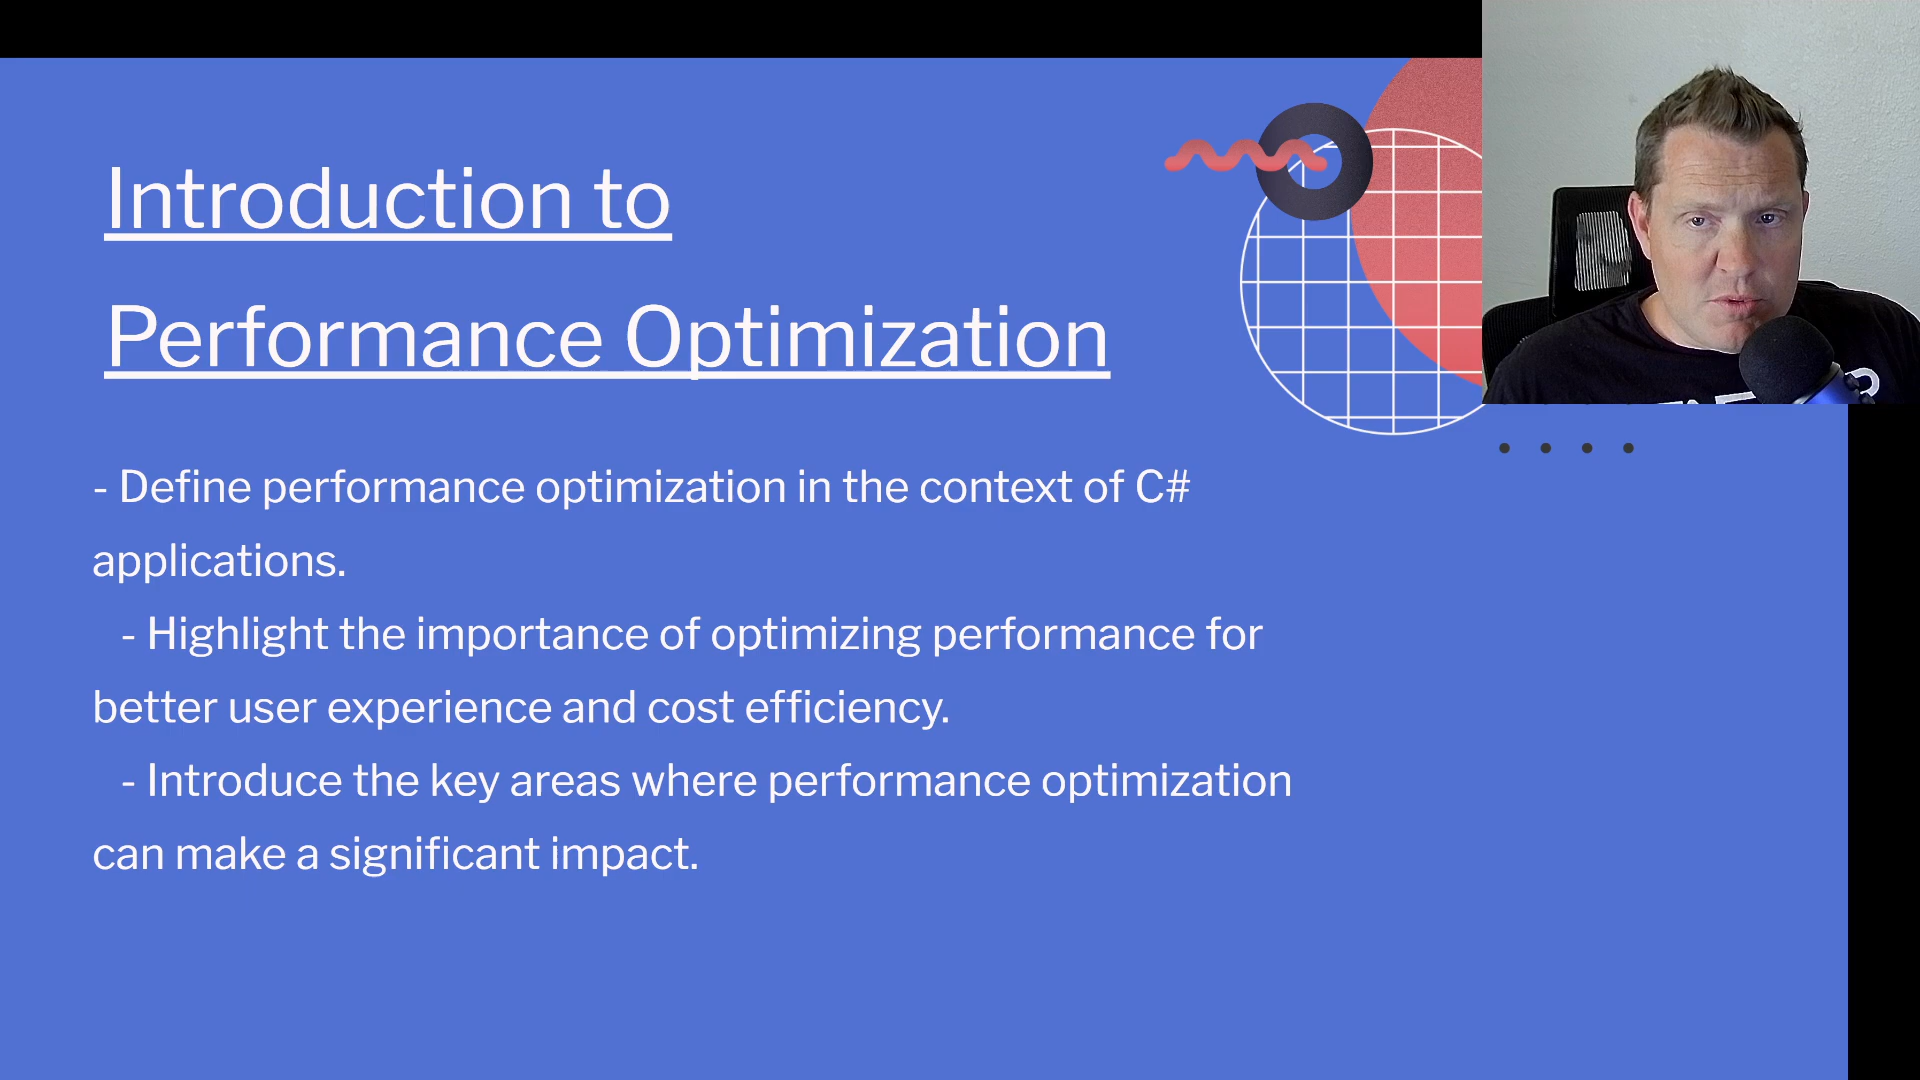 Introduction to
Performance Optimization
- Define performance optimization in the context of C#
applications.
- Highlight the importance of optimizing performance for
better user experience and cost efficiency.
- Introduce the key areas where performance optimization
can make a significant impact.